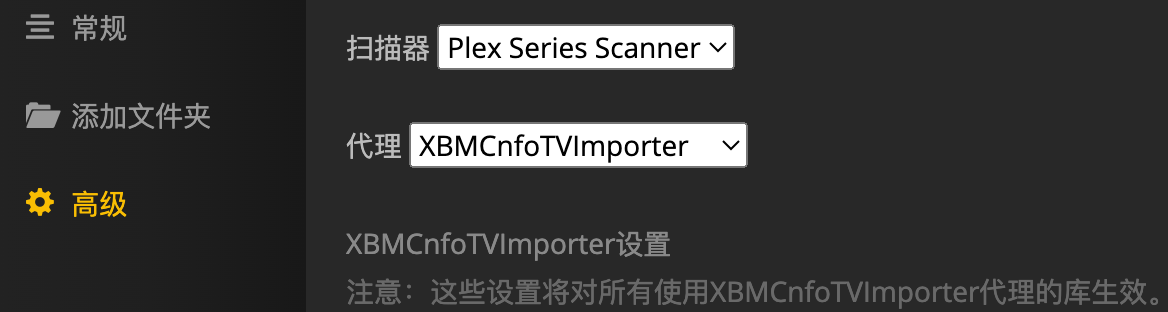 常规
添加文件夹
高级
扫描器 Plex Series Scanner
代理 XBMCnfoTVImporter
XBMCnfoTVImporter设置
注意：这些设置将对所有使用XBMCnfoTVImporter代理的库生效。